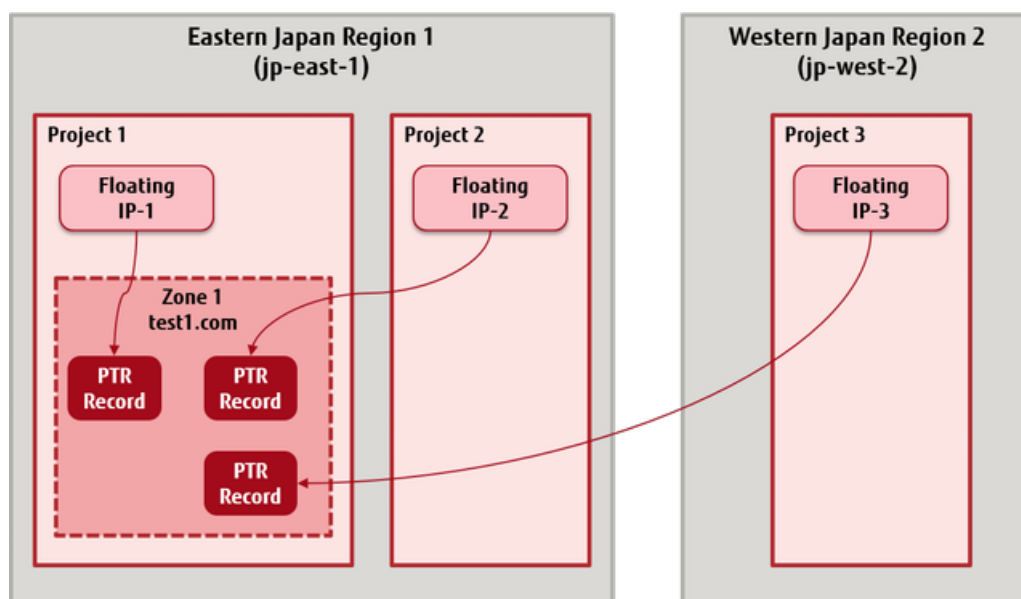 Eastern Japan Region 1
(jp-east-1)
Western Japan Region 2
(jp-west-2)
Project 1
Project 2
Project 3
Floating
IP-1
Floating
IP-2
Floating
IP-3
Zone 1
test1.com
PTR
Record
PTR
Record
PTR
Record